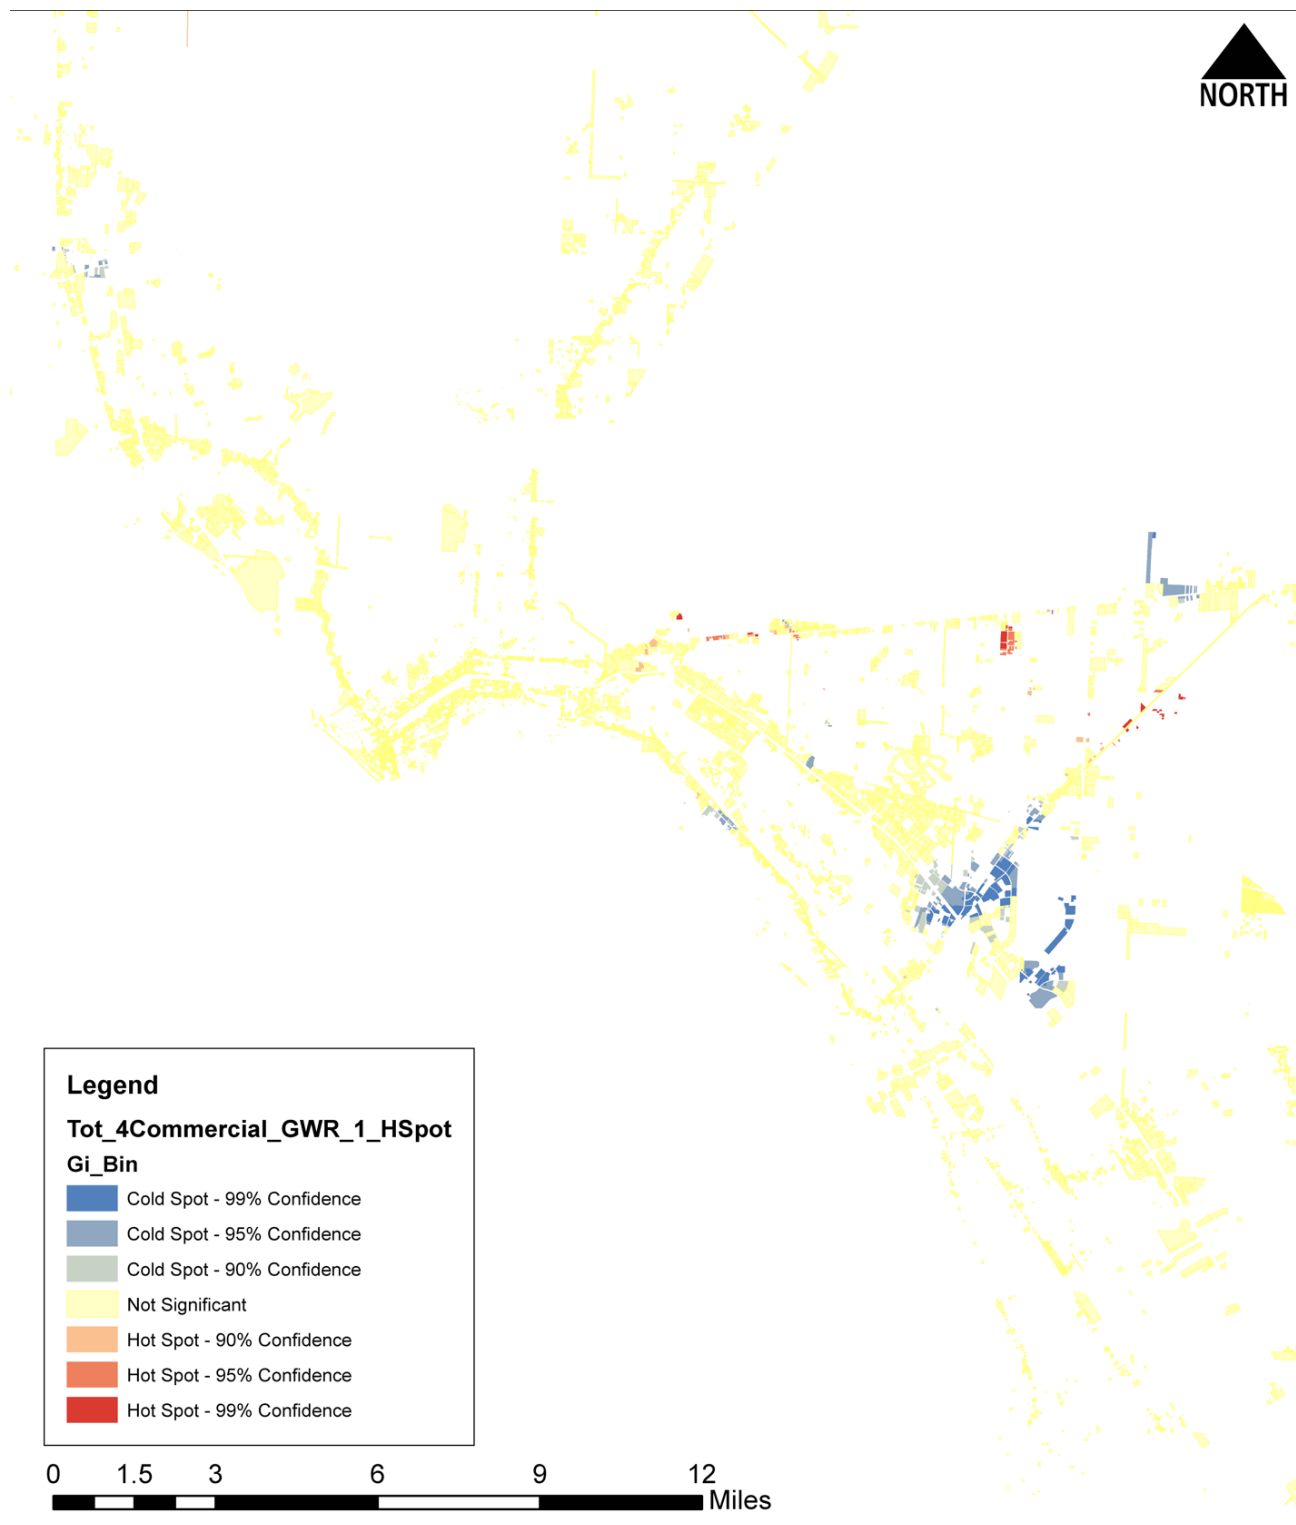 NORTH
Legend
Tot_4Commercial_GWR_1_HSpot
Gi_Bin
Cold Spot - 99% Confidence
Cold Spot - 95% Confidence
Cold Spot - 90% Confidence
Not Significant
Hot Spot - 90% Confidence
Hot Spot - 95% Confidence
Hot Spot - 99% Confidence
0 1.5 3 6 9 12
Miles